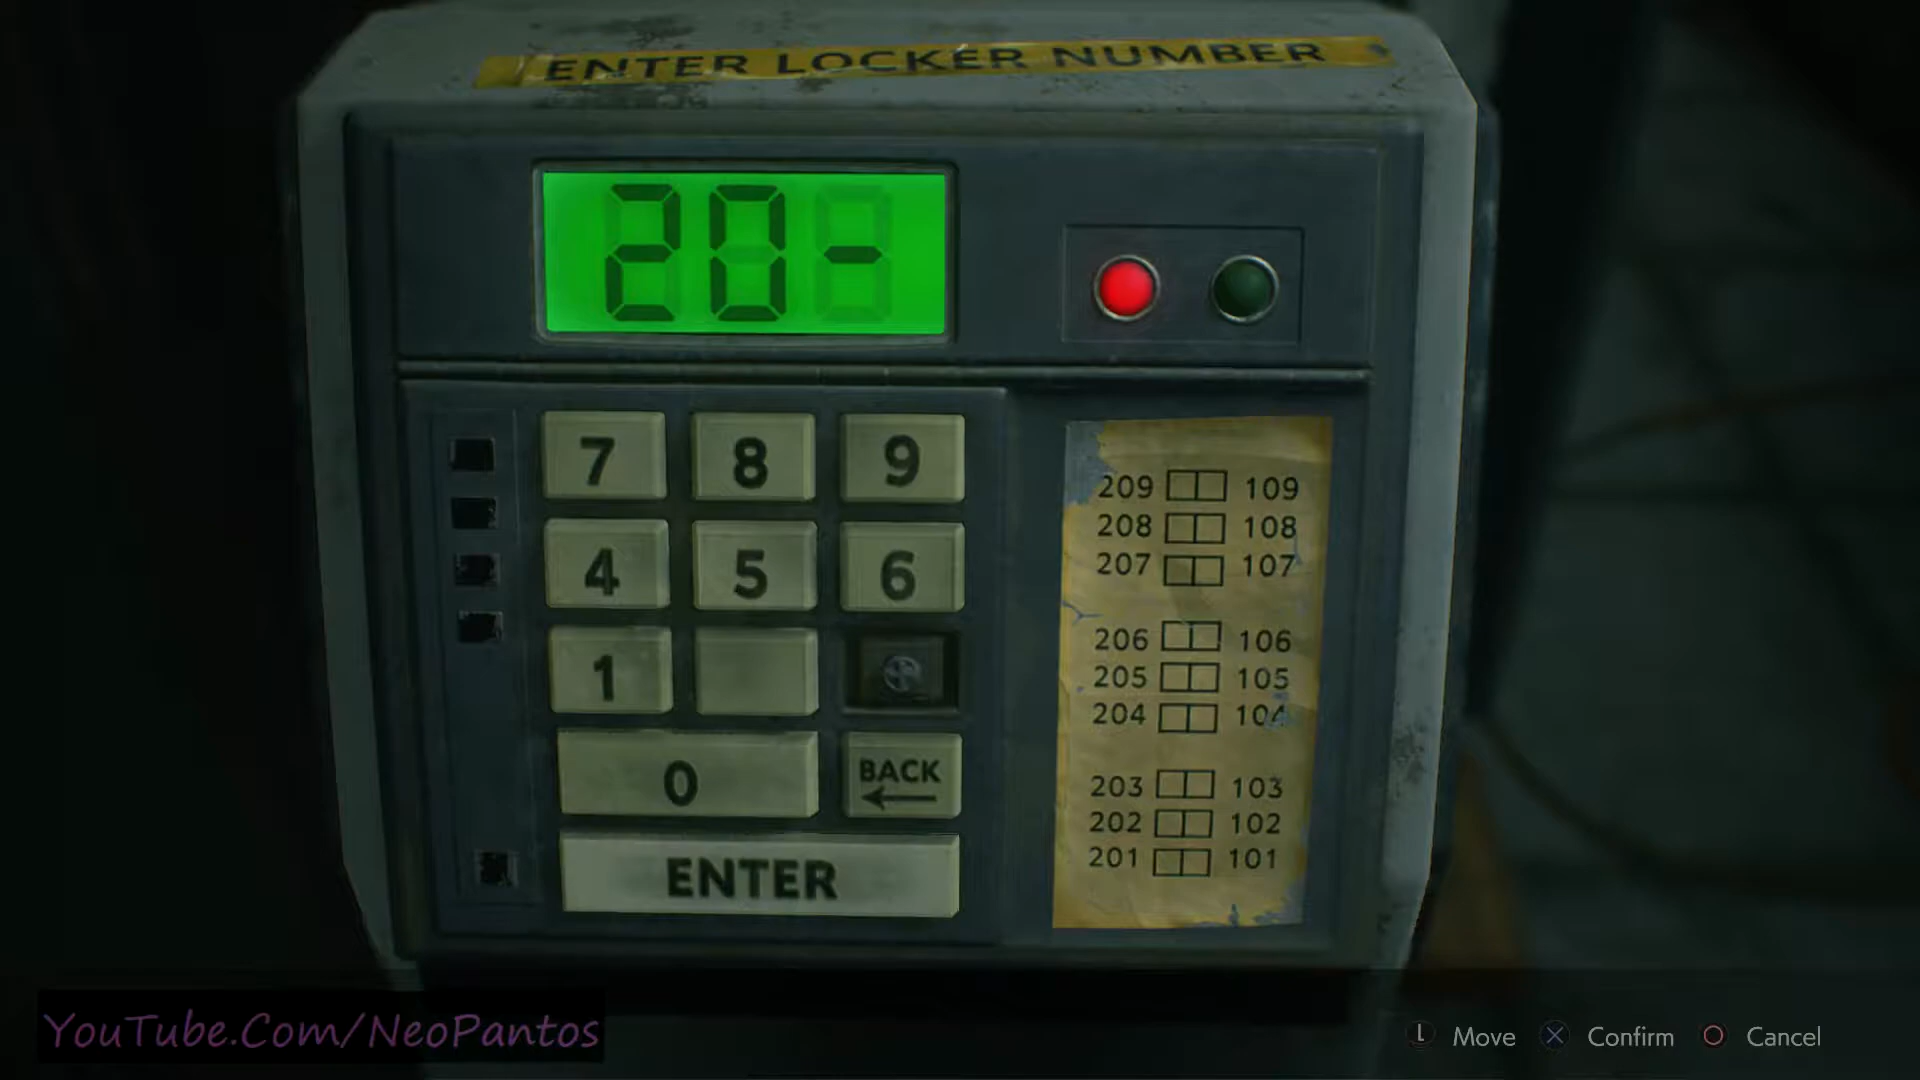 ENTER LOCKER NUMBER
20-
7 8 9
4 5 6
1
0 BACK
ENTER
209 109
208 108
207 107
206 106
205 105
204 104
203 103
202 102
201 101
YouTube.Com/NeoPantos
L Move X Confirm O Cancel